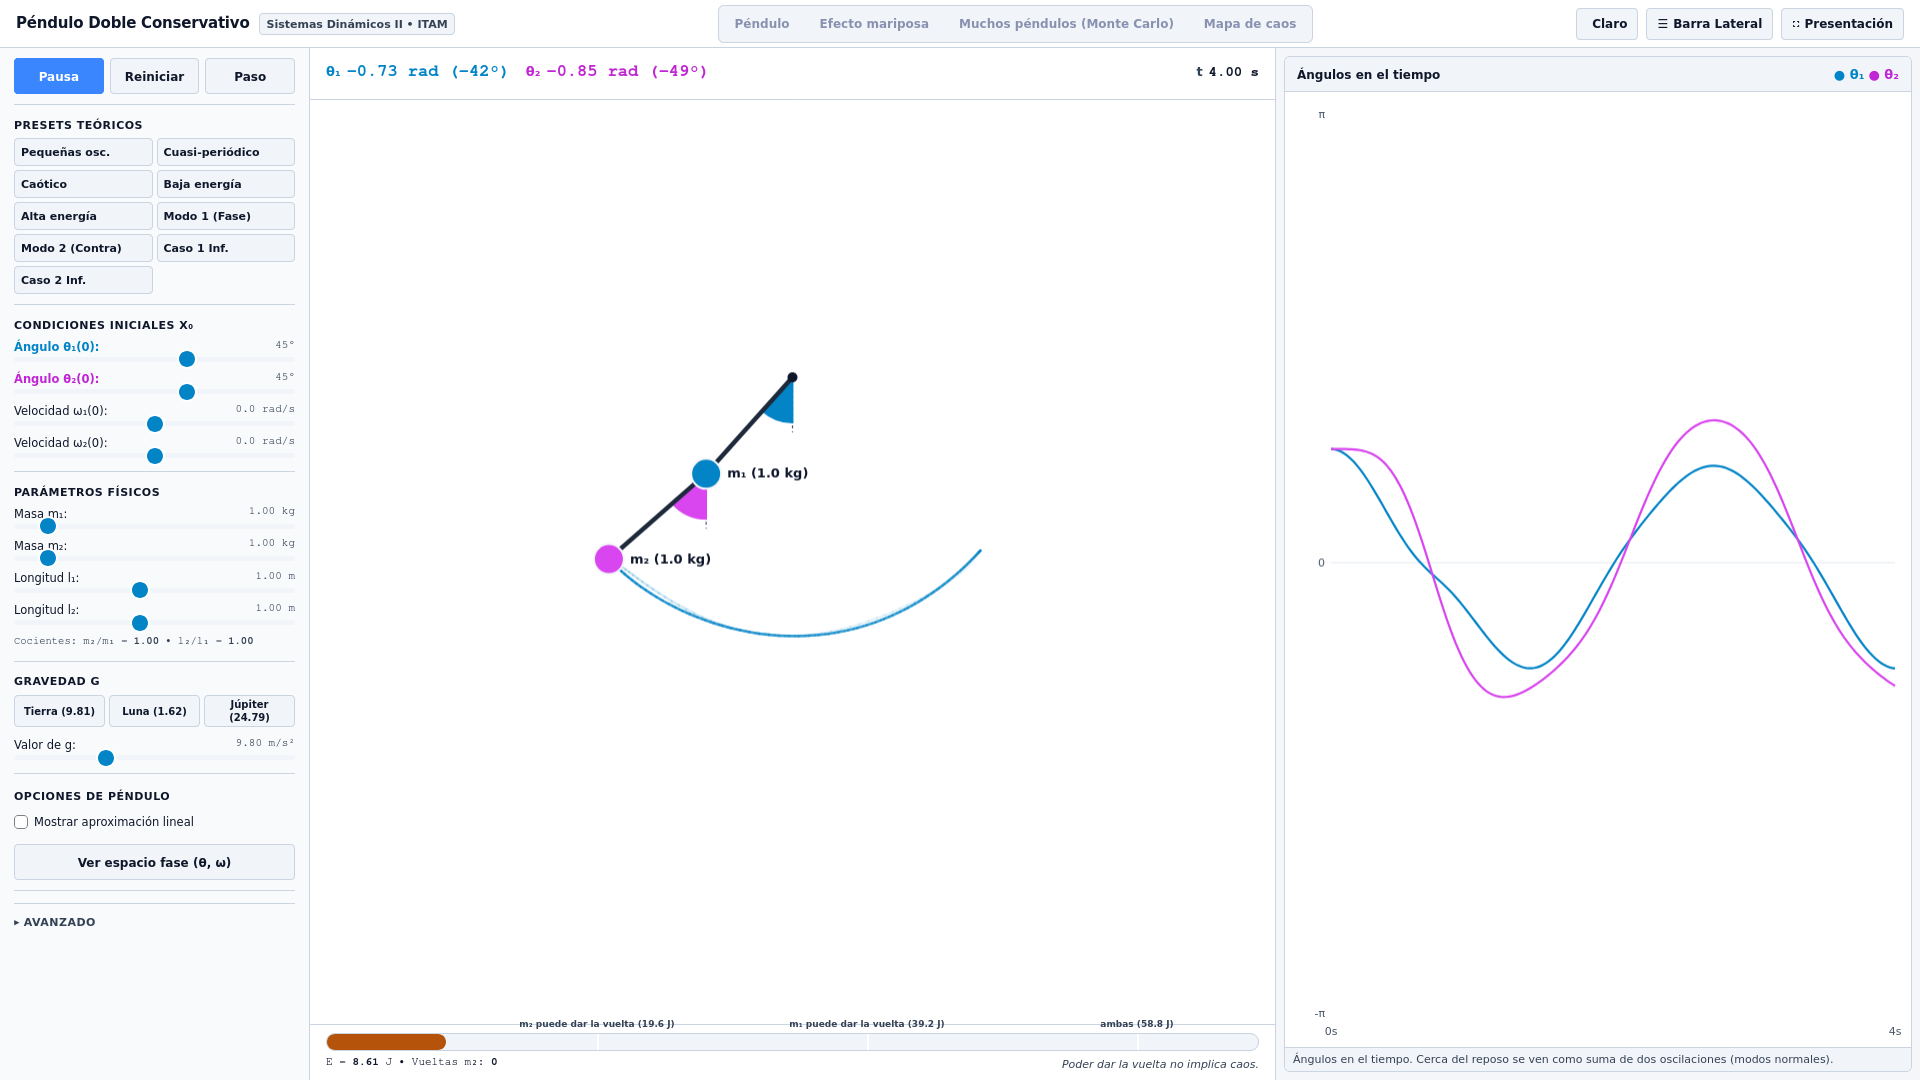 Péndulo Doble Conservativo
Sistemas Dinámicos II • ITAM
Péndulo
Efecto mariposa
Muchos péndulos (Monte Carlo)
Mapa de caos
Claro
☰ Barra Lateral
∷ Presentación
Pausa
Reiniciar
Paso
PRESETS TEÓRICOS
Pequeñas osc.
Cuasi-periódico
Caótico
Baja energía
Alta energía
Modo 1 (Fase)
Modo 2 (Contra)
Caso 1 Inf.
Caso 2 Inf.
CONDICIONES INICIALES X₀
Ángulo θ₁(0):
45°
Ángulo θ₂(0):
45°
Velocidad ω₁(0):
0.0 rad/s
Velocidad ω₂(0):
0.0 rad/s
PARÁMETROS FÍSICOS
Masa m₁:
1.00 kg
Masa m₂:
1.00 kg
Longitud l₁:
1.00 m
Longitud l₂:
1.00 m
Cocientes: m₂/m₁ = 1.00 • l₂/l₁ = 1.00
GRAVEDAD G
Tierra (9.81)
Luna (1.62)
Júpiter
(24.79)
Valor de g:
9.80 m/s²
OPCIONES DE PÉNDULO
Mostrar aproximación lineal
Ver espacio fase (θ, ω)
▸ AVANZADO
θ₁ −0.73 rad (−42°)
θ₂ −0.85 rad (−49°)
t 4.00 s
m₁ (1.0 kg)
m₂ (1.0 kg)
m₂ puede dar la vuelta (19.6 J)
m₁ puede dar la vuelta (39.2 J)
ambas (58.8 J)
E = 8.61 J • Vueltas m₂: 0
Poder dar la vuelta no implica caos.
Ángulos en el tiempo
● θ₁ ● θ₂
π
0
-π
0s
4s
Ángulos en el tiempo. Cerca del reposo se ven como suma de dos oscilaciones (modos normales).